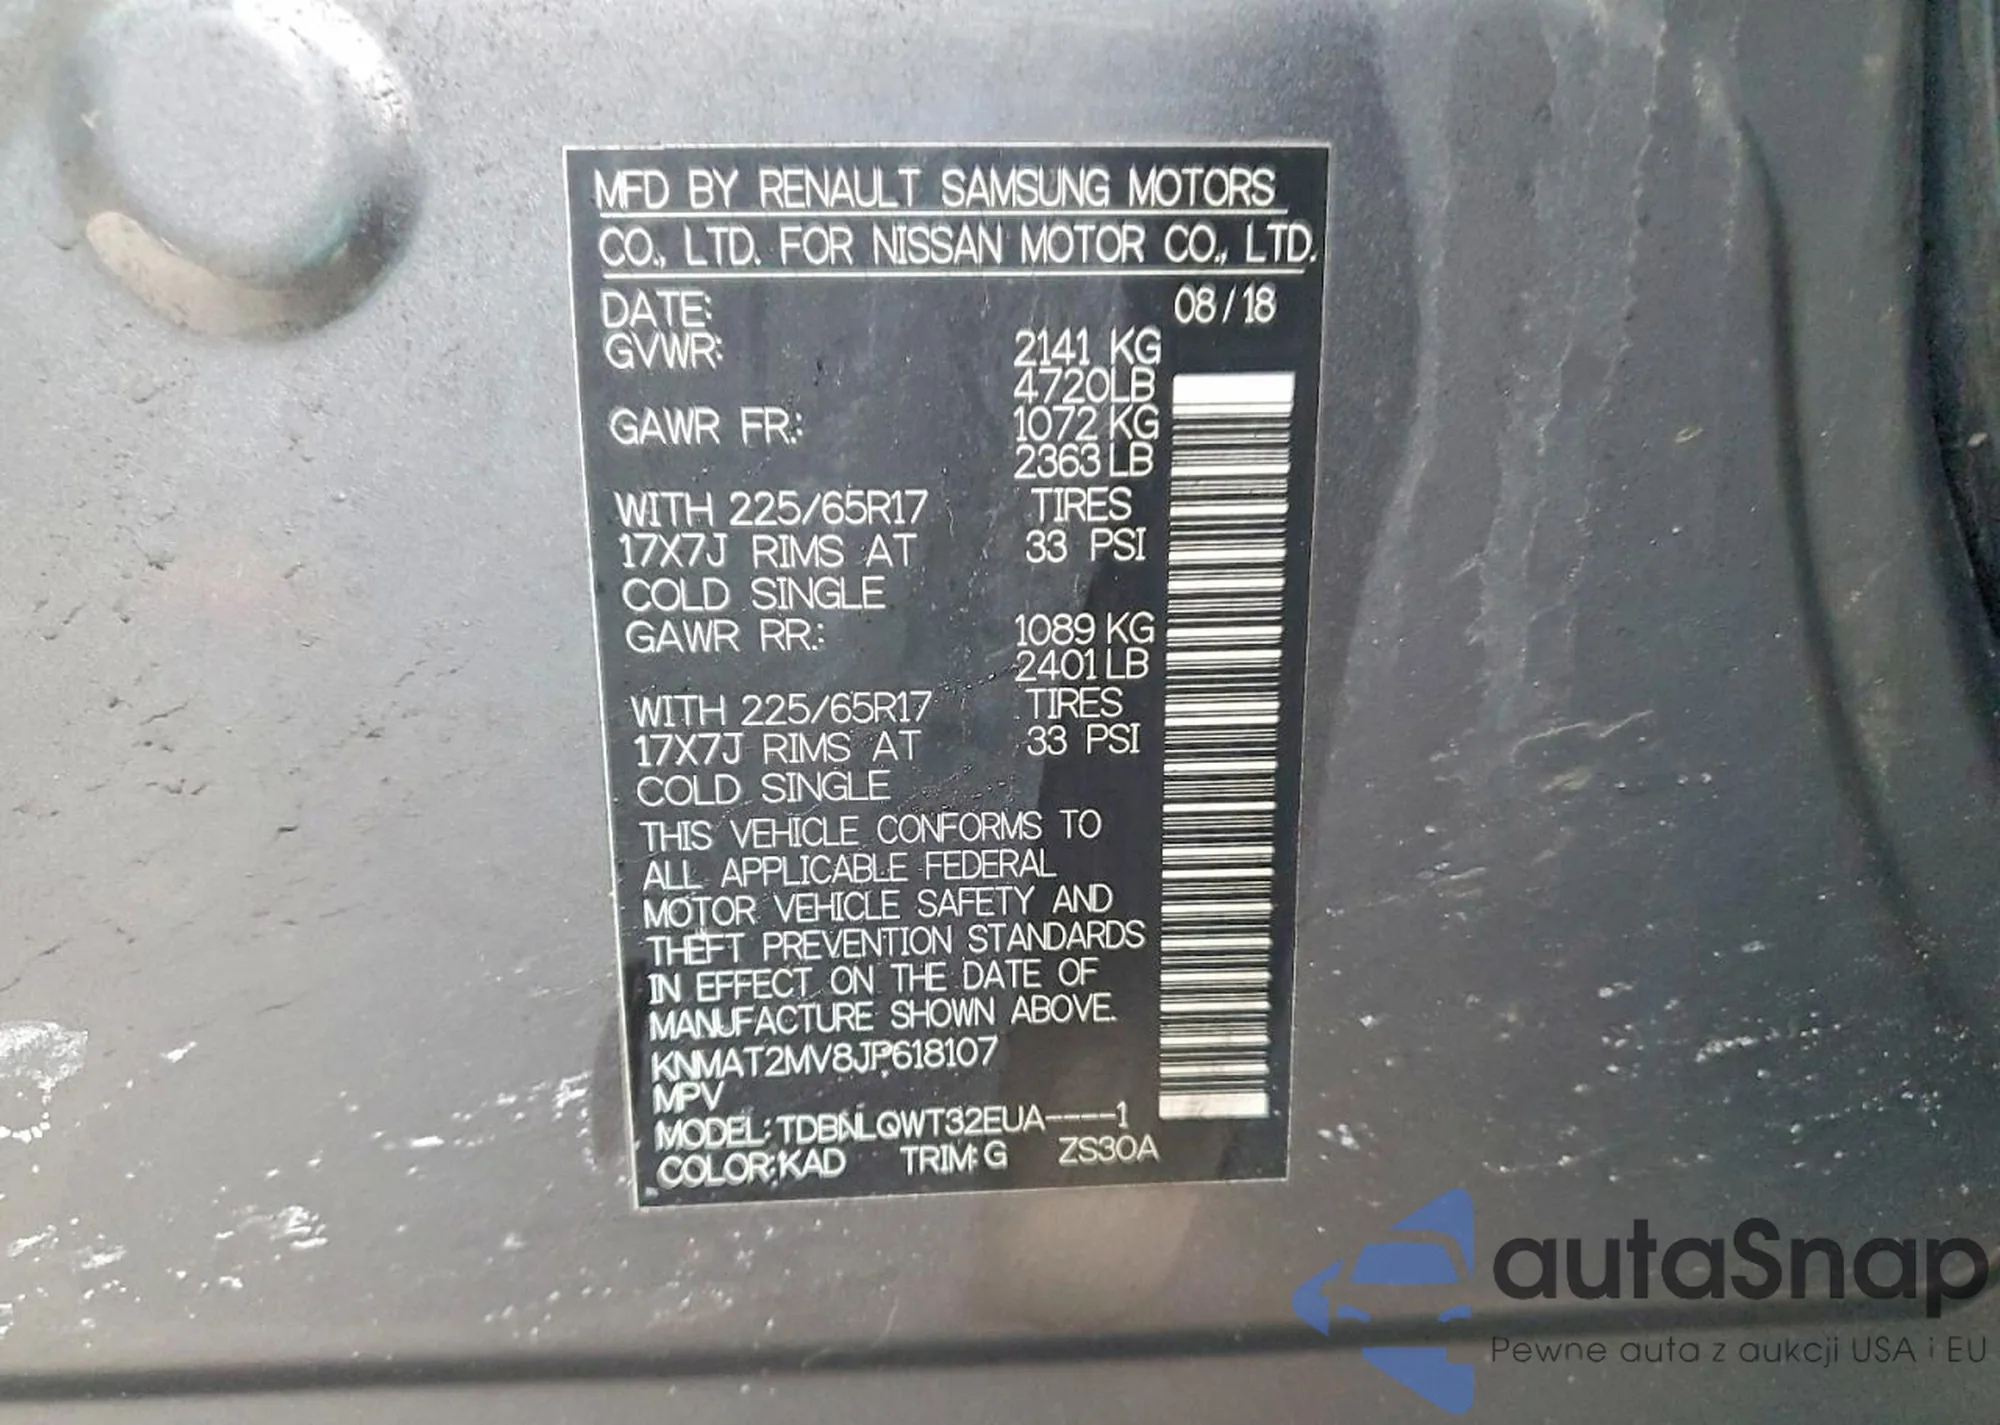 MFD BY RENAULT SAMSUNG MOTORS
CO., LTD. FOR NISSAN MOTOR CO., LTD.
DATE: 08/18
GVWR: 2141 KG
4720LB
GAWR FR.: 1072 KG
2363 LB
WITH 225/65R17 TIRES
17X7J RIMS AT 33 PSI
COLD SINGLE
GAWR RR.: 1089 KG
2401 LB
WITH 225/65R17 TIRES
17X7J RIMS AT 33 PSI
COLD SINGLE
THIS VEHICLE CONFORMS TO
ALL APPLICABLE FEDERAL
MOTOR VEHICLE SAFETY AND
THEFT PREVENTION STANDARDS
IN EFFECT ON THE DATE OF
MANUFACTURE SHOWN ABOVE.
KNMAT2MV8JP618107
MPV
MODEL: TDBNLQWT32EUA----1
COLOR: KAD TRIM: G ZS30A
autaSnap
Pewne auta z aukcji USA i EU